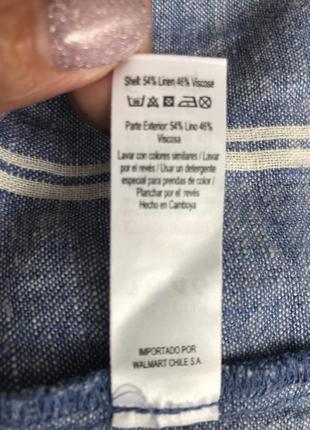 Shell: 54% Linen 46% Viscose
Parte Exterior: 54% Lino 46%
Viscosa
Lavar con colores similares / Lavar
por el revés / Usar un detergente
especial para prendas de color /
Planchar por el revés
Hecho en Camboya
IMPORTADO POR
WALMART CHILE S.A.